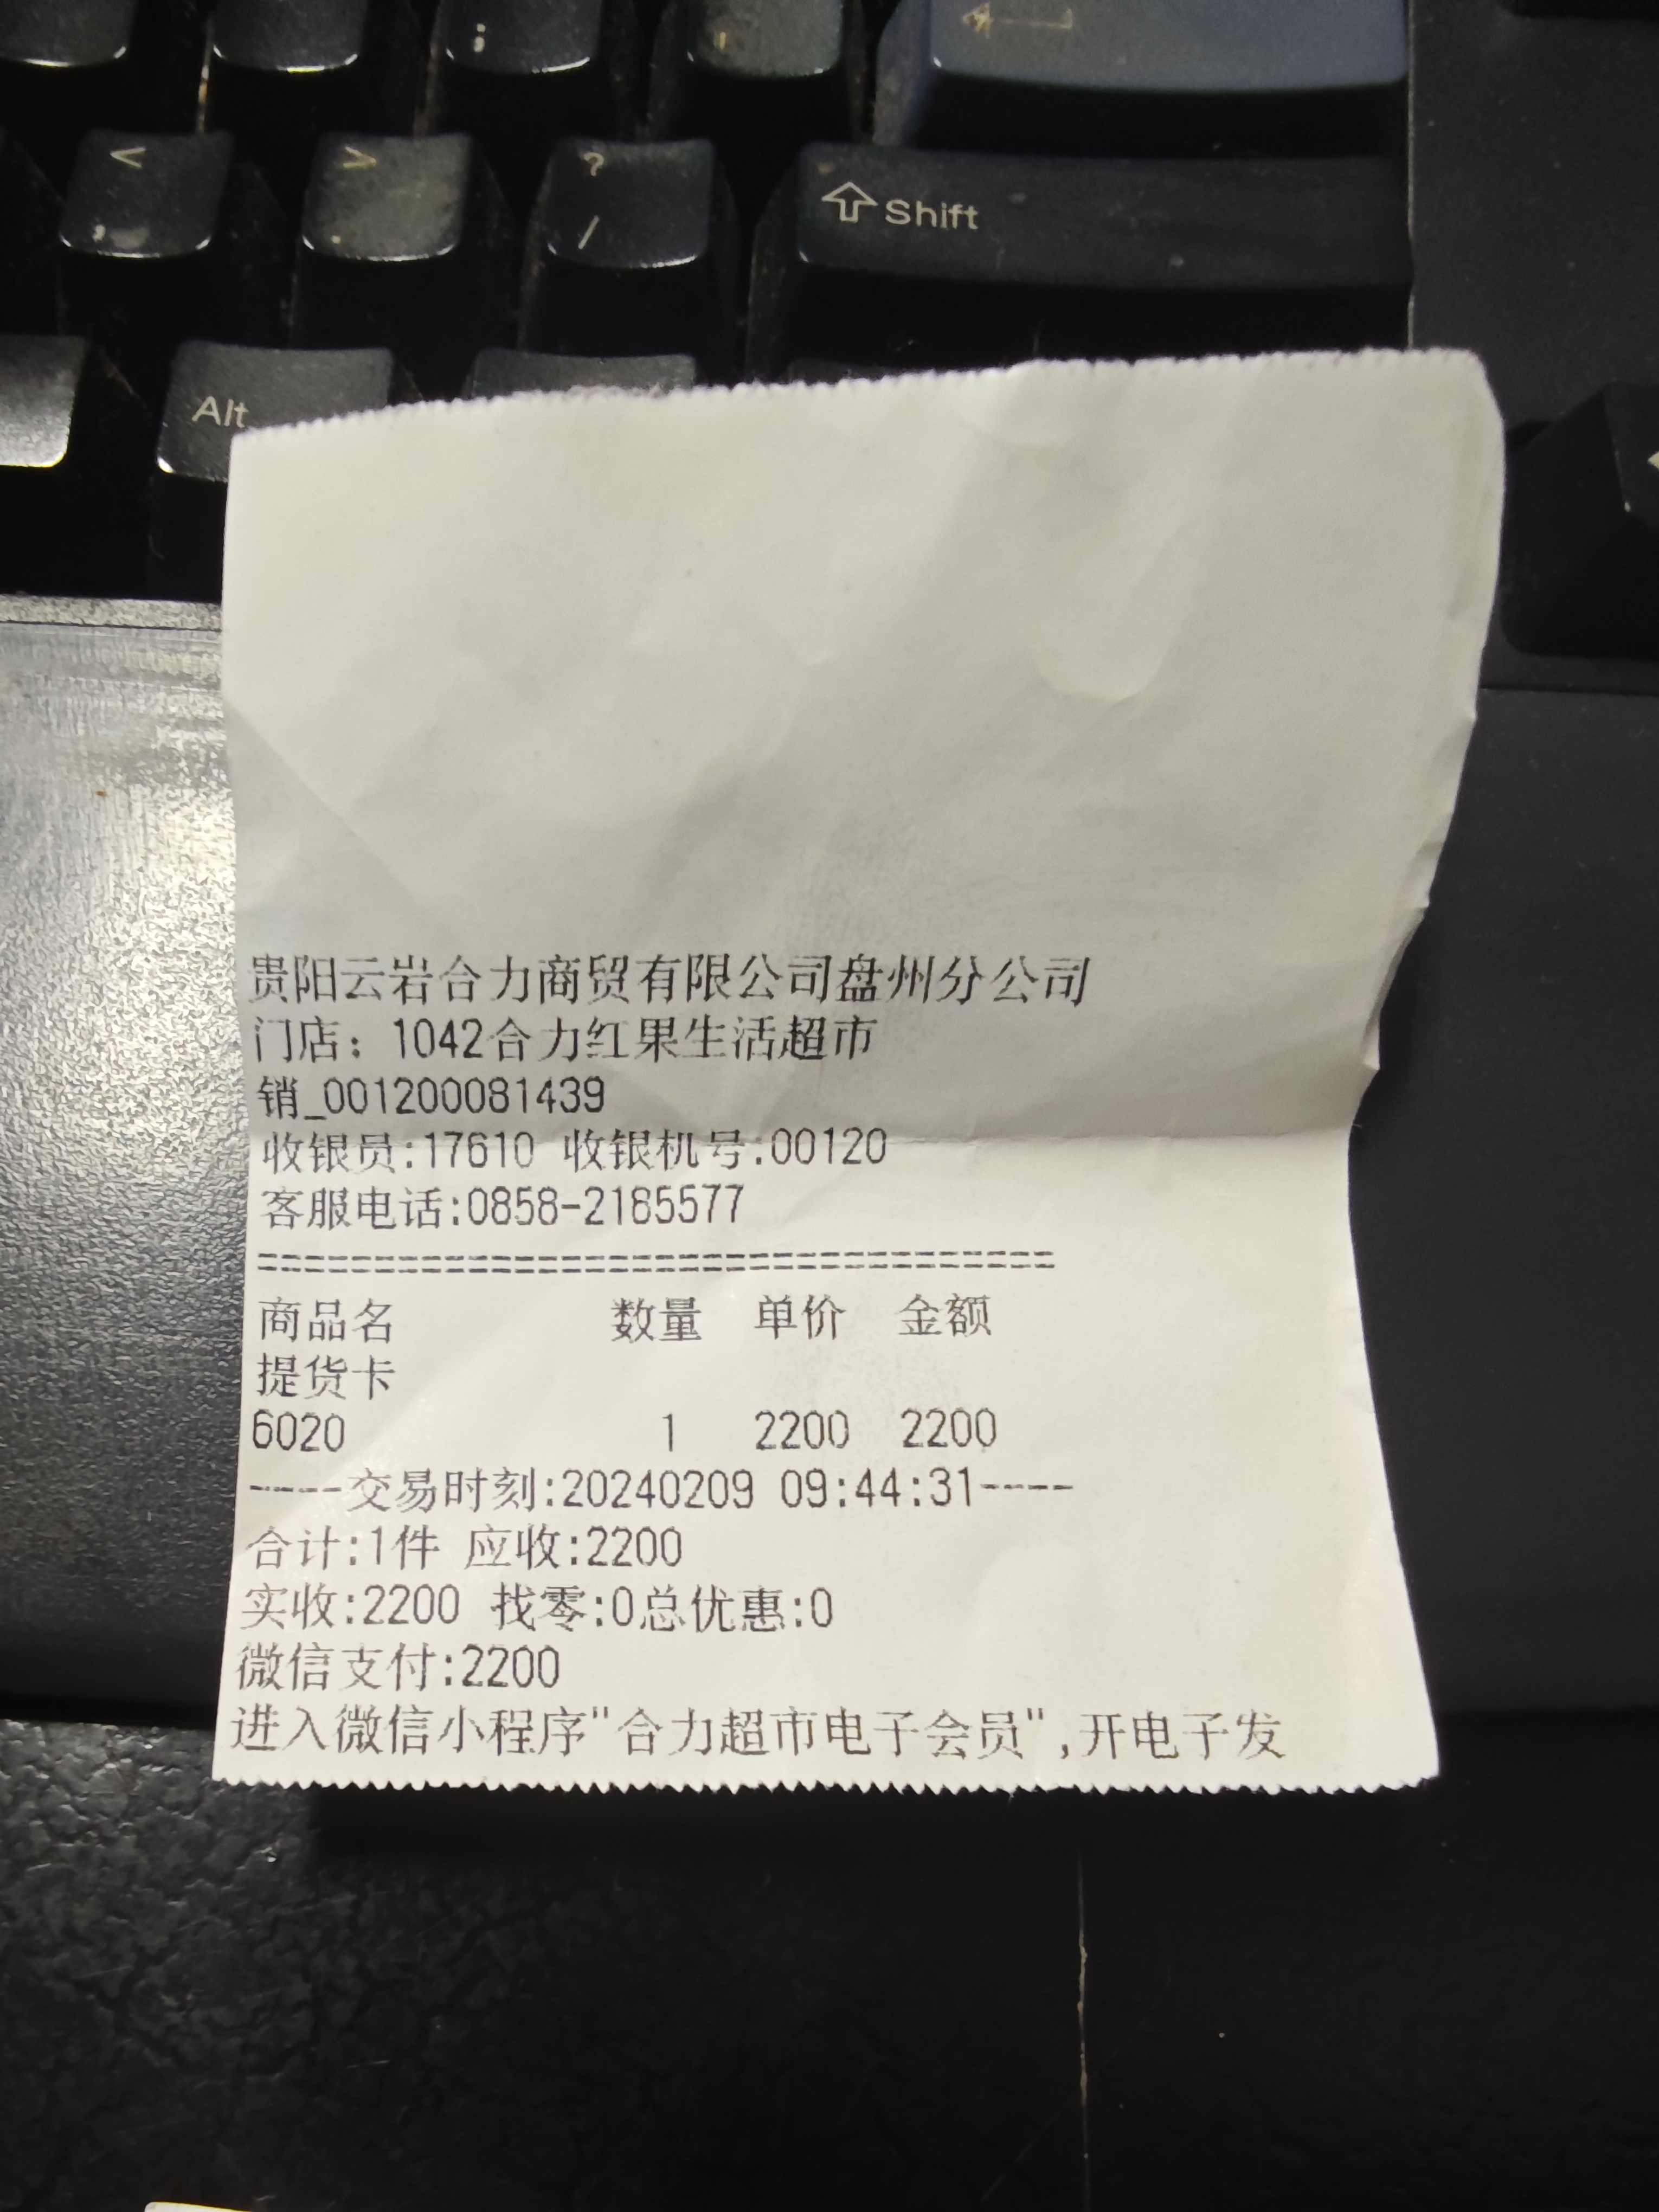 ;
<
,
>
.
?
/
Shift
Alt
贵阳云岩合力商贸有限公司盘州分公司
门店：1042合力红果生活超市
销_001200081439
收银员:17610 收银机号:00120
客服电话:0858-2185577
==================================
商品名 数量 单价 金额
提货卡
6020 1 2200 2200
----交易时刻:20240209 09:44:31----
合计:1件 应收:2200
实收:2200 找零:0总优惠:0
微信支付:2200
进入微信小程序"合力超市电子会员",开电子发